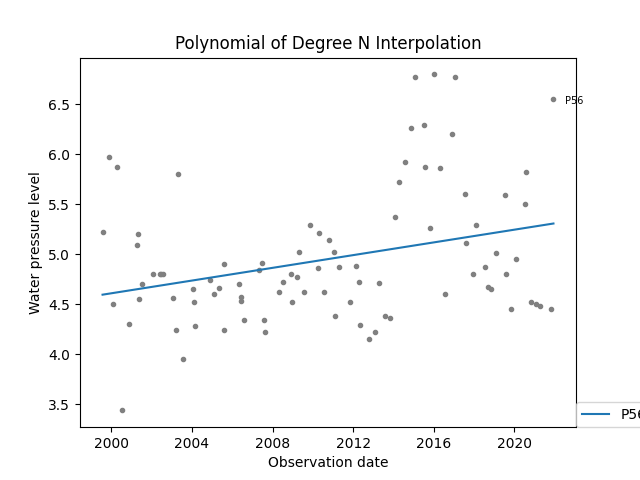 Polynomial of Degree N Interpolation
Water pressure level
6.5
6.0
5.5
5.0
4.5
4.0
3.5
P56
P56
2000 2004 2008 2012 2016 2020
Observation date